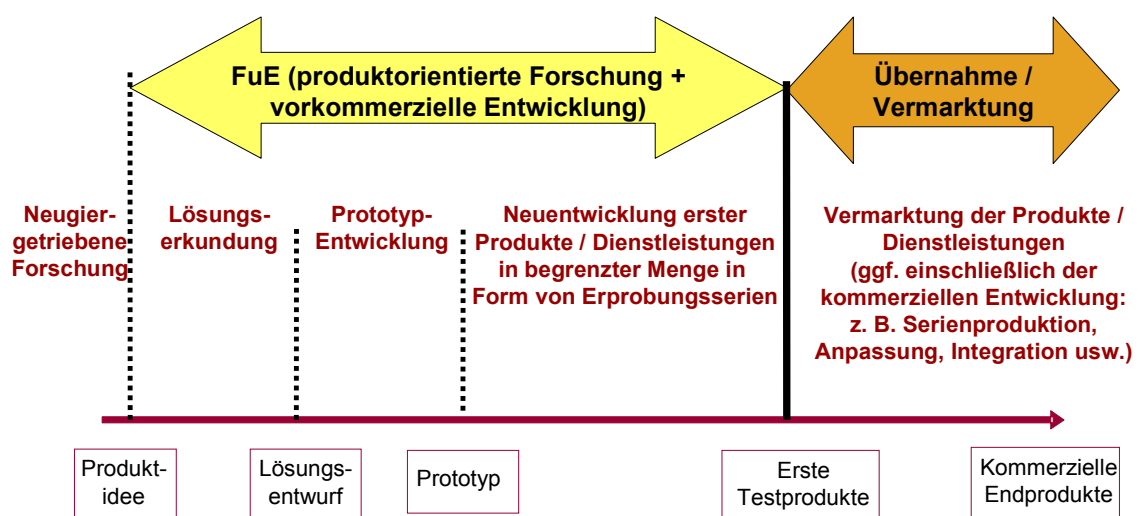 FuE (produktorientierte Forschung +
vorkommerzielle Entwicklung)
Übernahme /
Vermarktung
Neugier-
getriebene
Forschung
Lösungs-
erkundung
Prototyp-
Entwicklung
Neuentwicklung erster
Produkte / Dienstleistungen
in begrenzter Menge in
Form von Erprobungsserien
Vermarktung der Produkte /
Dienstleistungen
(ggf. einschließlich der
kommerziellen Entwicklung:
z. B. Serienproduktion,
Anpassung, Integration usw.)
Produkt-
idee
Lösungs-
entwurf
Prototyp
Erste
Testprodukte
Kommerzielle
Endprodukte